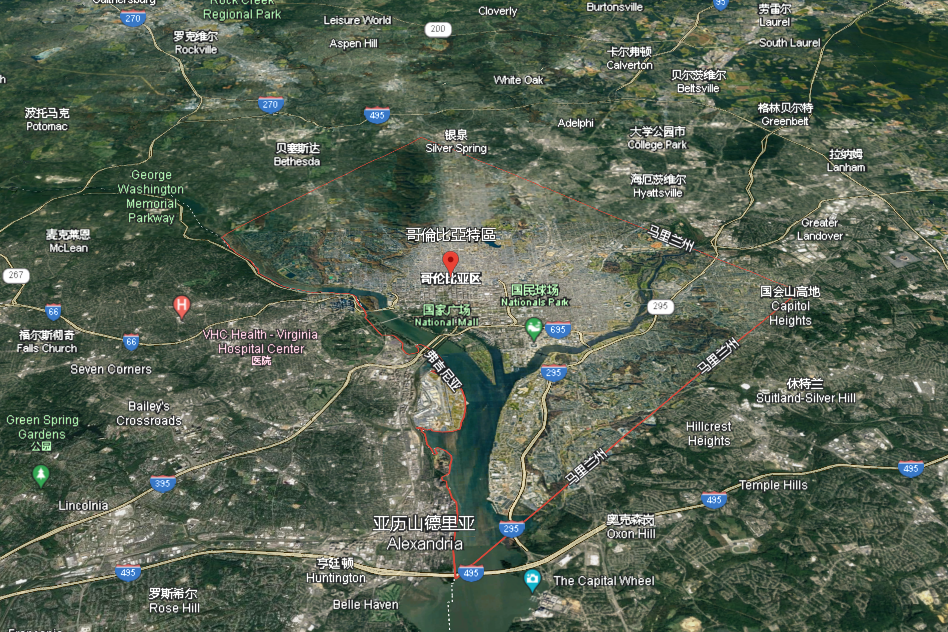 Gaithersburg
270
Rock Creek
Regional Park
Leisure World
Cloverly
Burtonsville
95
劳雷尔
Laurel
200
罗克维尔
Rockville
Aspen Hill
South Laurel
卡尔弗顿
Calverton
White Oak
贝尔茨维尔
Beltsville
270
495
波托马克
Potomac
Adelphi
格林贝尔特
Greenbelt
银泉
Silver Spring
大学公园市
College Park
贝塞斯达
Bethesda
拉纳姆
Lanham
George
Washington
Memorial
Parkway
海厄茨维尔
Hyattsville
麦克莱恩
McLean
哥倫比亞特區
马里兰州
Greater
Landover
267
哥伦比亚区
H
国民球场
Nationals Park
国会山高地
Capitol
Heights
66
国家广场
National Mall
295
695
福尔斯彻奇
Falls Church
66
VHC Health - Virginia
Hospital Center
医院
马里兰州
Seven Corners
弗吉尼亚
295
休特兰
Suitland-Silver Hill
Bailey's
Crossroads
Green Spring
Gardens
公园
Hillcrest
Heights
马里兰州
495
395
Temple Hills
495
Lincolnia
亚历山德里亚
Alexandria
295
奥克森岗
Oxon Hill
亨廷顿
Huntington
495
495
The Capital Wheel
罗斯希尔
Rose Hill
Belle Haven